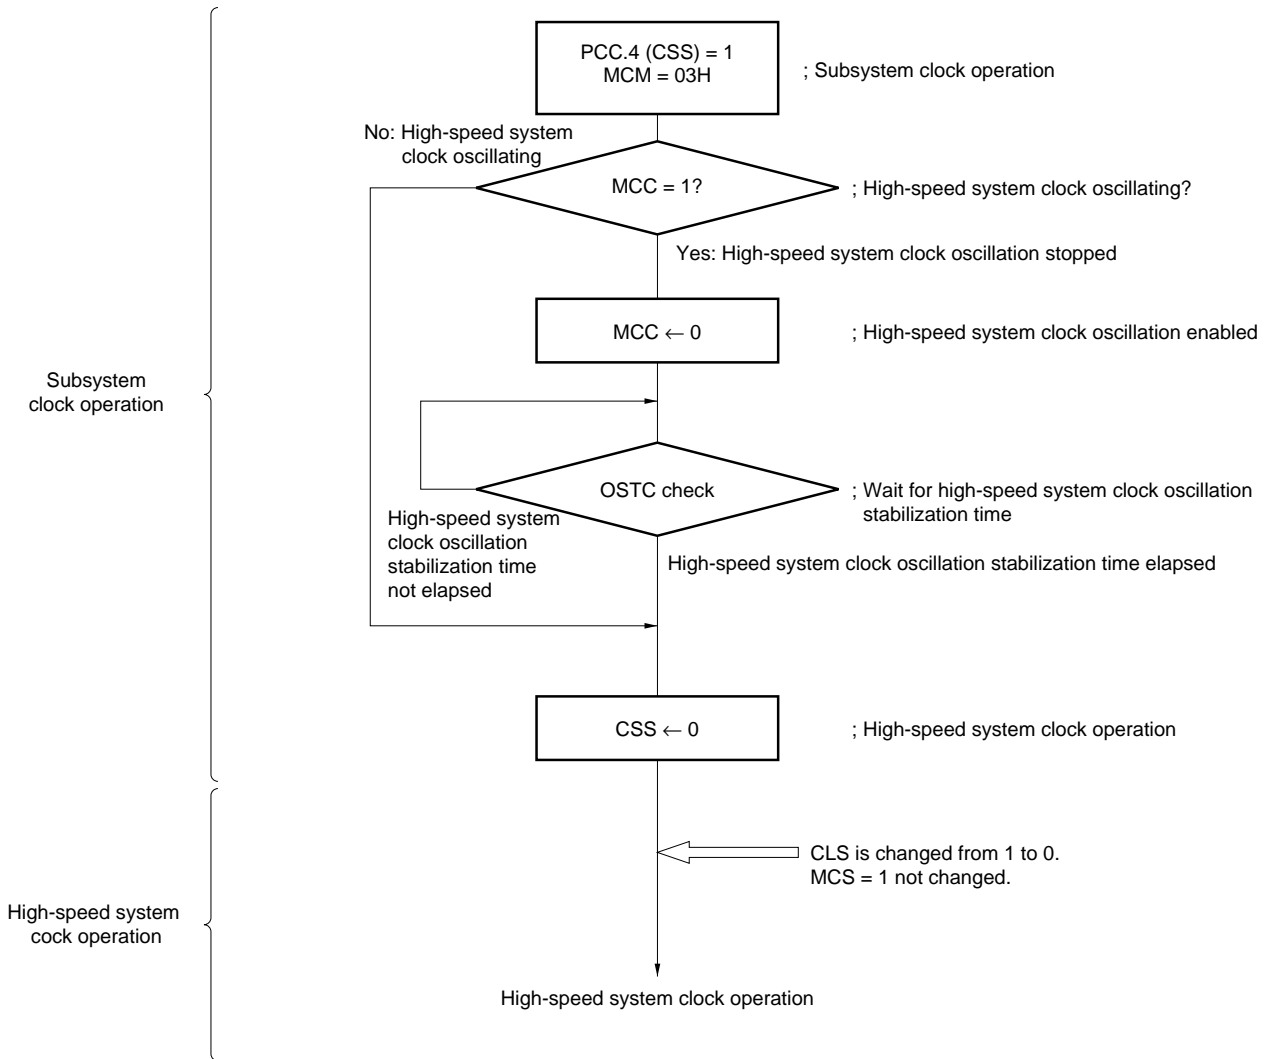 PCC.4 (CSS) = 1
MCM = 03H
; Subsystem clock operation
No: High-speed system
clock oscillating
MCC = 1?
; High-speed system clock oscillating?
Yes: High-speed system clock oscillation stopped
MCC ← 0
; High-speed system clock oscillation enabled
Subsystem
clock operation
OSTC check
; Wait for high-speed system clock oscillation
stabilization time
High-speed system
clock oscillation
stabilization time
not elapsed
High-speed system clock oscillation stabilization time elapsed
CSS ← 0
; High-speed system clock operation
CLS is changed from 1 to 0.
MCS = 1 not changed.
High-speed system
cock operation
High-speed system clock operation